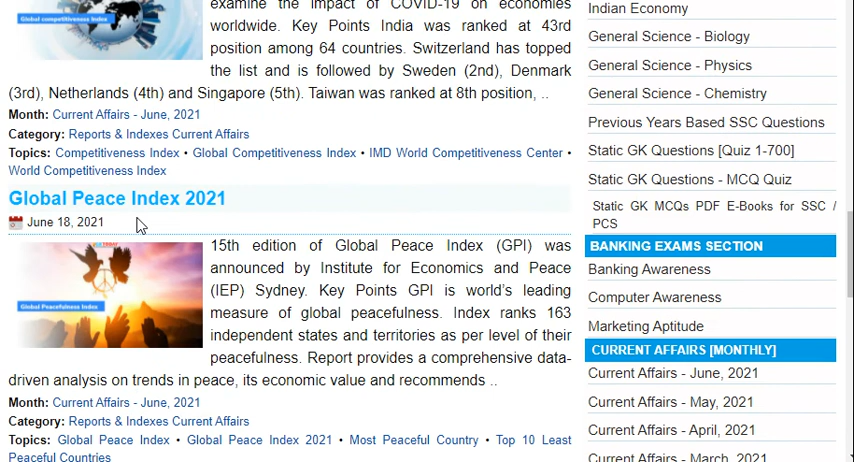 examine the impact of COVID-19 on economies
worldwide. Key Points India was ranked at 43rd
position among 64 countries. Switzerland has topped
the list and is followed by Sweden (2nd), Denmark
(3rd), Netherlands (4th) and Singapore (5th). Taiwan was ranked at 8th position, ..
Global competitiveness Index
Month: Current Affairs - June, 2021
Category: Reports & Indexes Current Affairs
Topics: Competitiveness Index • Global Competitiveness Index • IMD World Competitiveness Center •
World Competitiveness Index
Global Peace Index 2021
June 18, 2021
15th edition of Global Peace Index (GPI) was
announced by Institute for Economics and Peace
(IEP) Sydney. Key Points GPI is world's leading
measure of global peacefulness. Index ranks 163
independent states and territories as per level of their
peacefulness. Report provides a comprehensive data-
driven analysis on trends in peace, its economic value and recommends ..
Global Peacefulness Index
Month: Current Affairs - June, 2021
Category: Reports & Indexes Current Affairs
Topics: Global Peace Index • Global Peace Index 2021 • Most Peaceful Country • Top 10 Least
Peaceful Countries
Indian Economy
General Science - Biology
General Science - Physics
General Science - Chemistry
Previous Years Based SSC Questions
Static GK Questions [Quiz 1-700]
Static GK Questions - MCQ Quiz
Static GK MCQs PDF E-Books for SSC /
PCS
BANKING EXAMS SECTION
Banking Awareness
Computer Awareness
Marketing Aptitude
CURRENT AFFAIRS [MONTHLY]
Current Affairs - June, 2021
Current Affairs - May, 2021
Current Affairs - April, 2021
Current Affairs - March, 2021